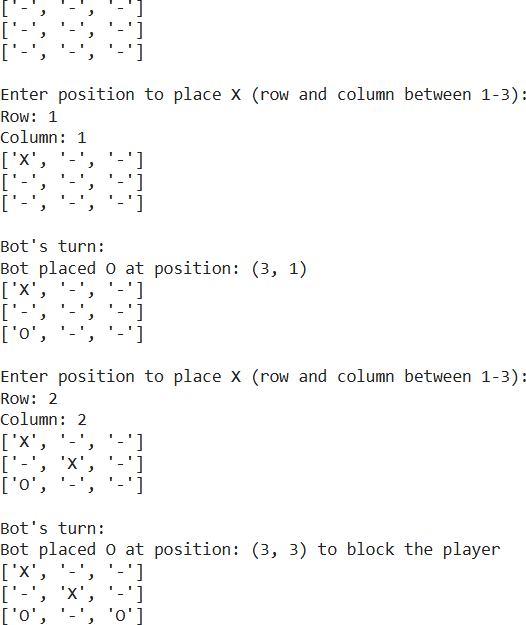 ['-', '-', '-']
['-', '-', '-']
['-', '-', '-']
Enter position to place X (row and column between 1-3):
Row: 1
Column: 1
['X', '-', '-']
['-', '-', '-']
['-', '-', '-']
Bot's turn:
Bot placed O at position: (3, 1)
['X', '-', '-']
['-', '-', '-']
['O', '-', '-']
Enter position to place X (row and column between 1-3):
Row: 2
Column: 2
['X', '-', '-']
['-', 'X', '-']
['O', '-', '-']
Bot's turn:
Bot placed O at position: (3, 3) to block the player
['X', '-', '-']
['-', 'X', '-']
['O', '-', 'O']